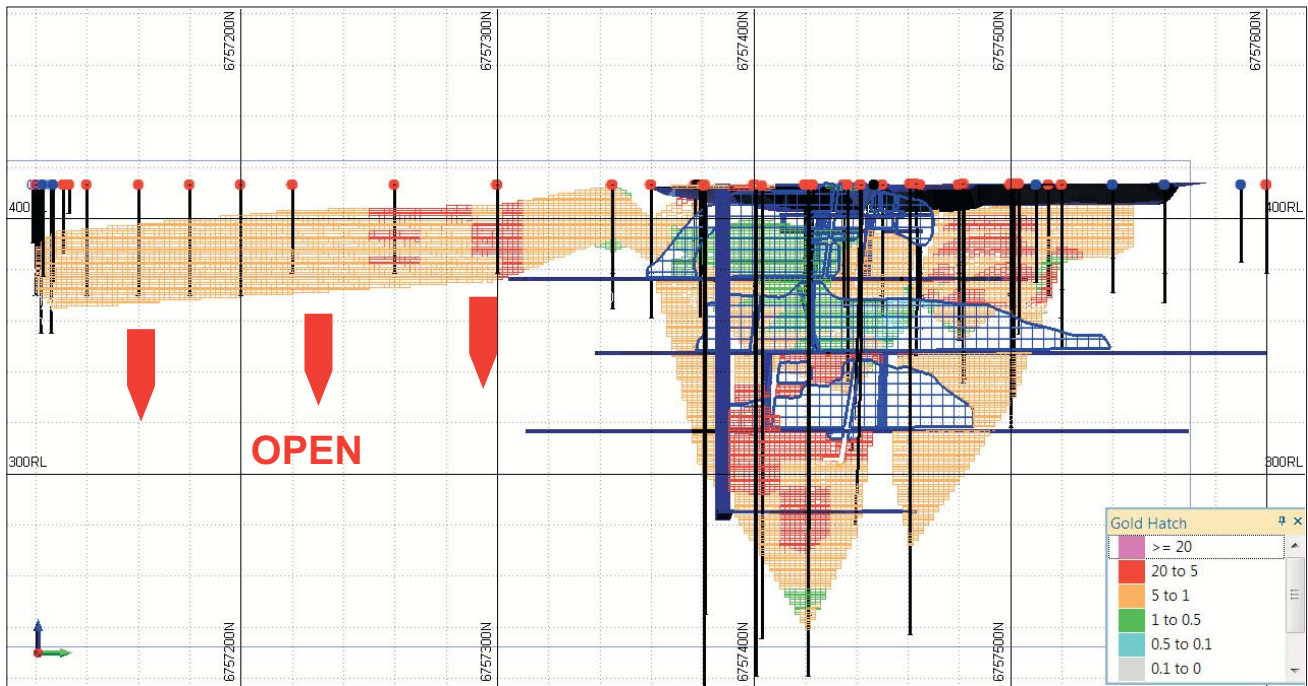 6757200N
6757300N
6757400N
6757500N
6757600N
400RL
400RL
OPEN
300RL
300RL
Gold Hatch
>= 20
20 to 5
5 to 1
1 to 0.5
0.5 to 0.1
0.1 to 0
6757200N
6757300N
6757400N
6757500N